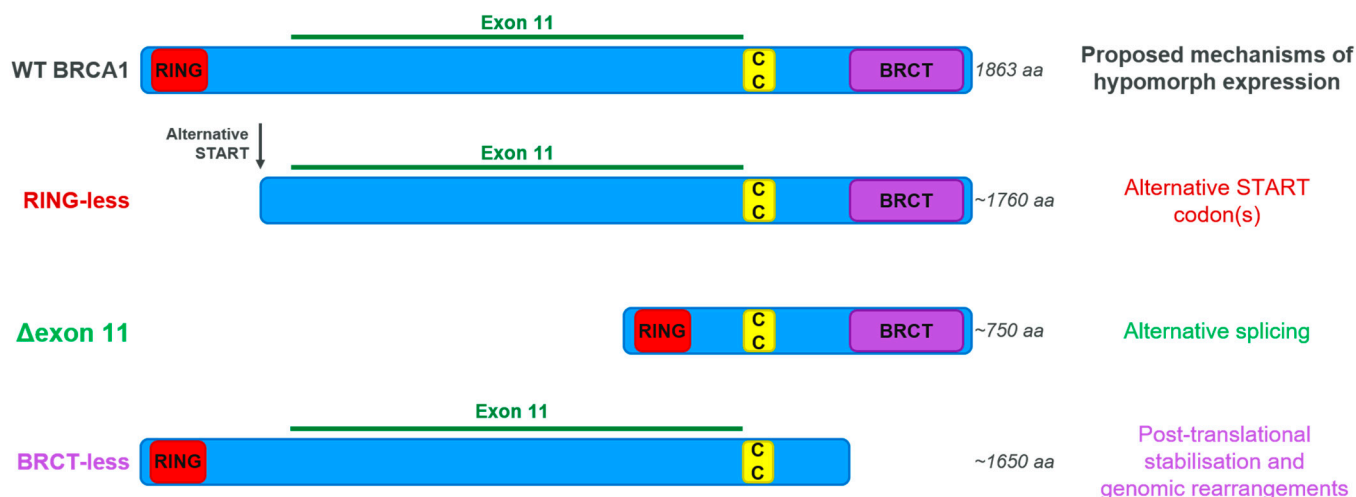 Exon 11
WT BRCA1
RING
C
C
BRCT
1863 aa
Proposed mechanisms of
hypomorph expression
Alternative
START
Exon 11
RING-less
C
C
BRCT
~1760 aa
Alternative START
codon(s)
Δexon 11
RING
C
C
BRCT
~750 aa
Alternative splicing
Exon 11
BRCT-less
RING
C
C
~1650 aa
Post-translational
stabilisation and
genomic rearrangements